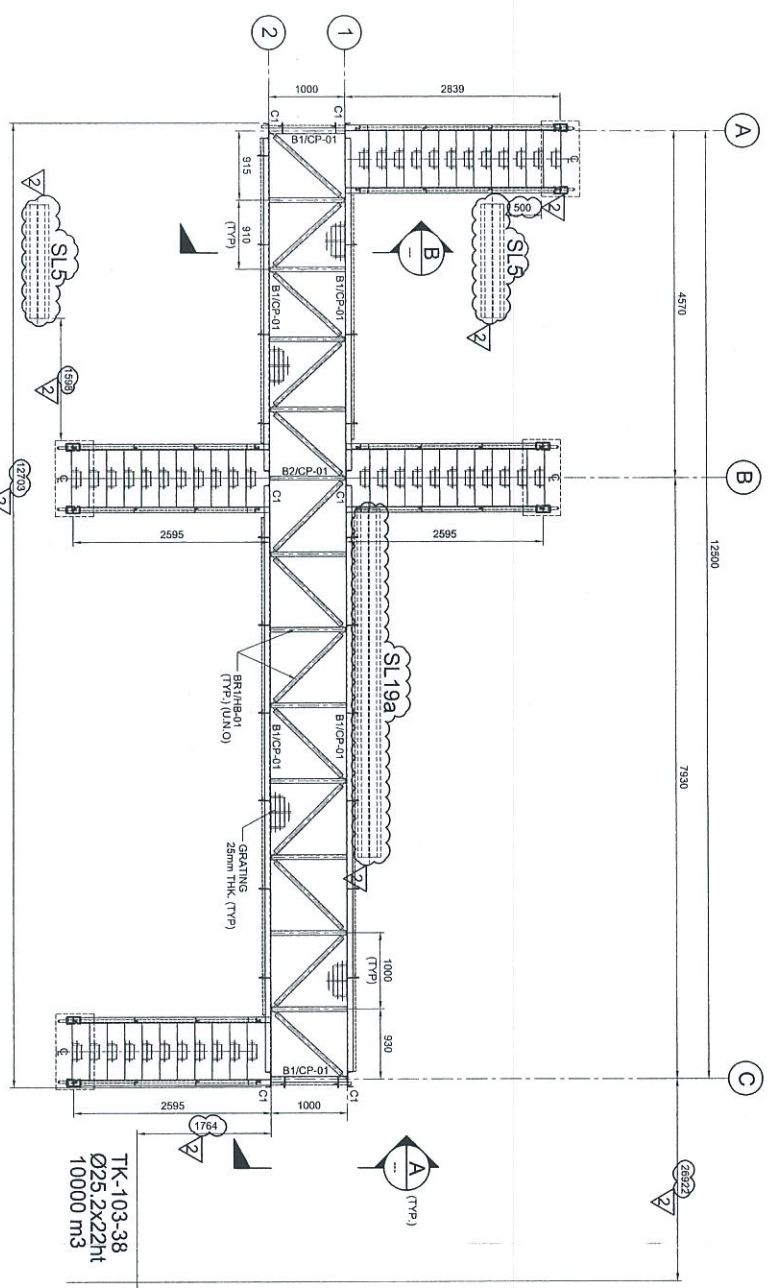 A
B
C
2
1
1000
2839
C1
C1
B1/CP-01
915
910
(TYP)
B
--
SL5
2
2
500
SL5
2
2
1598
2
4570
12500
7930
B1/CP-01
B1/CP-01
B2/CP-01
C1
C1
2595
2595
12703
2
SL19a
2
BR1/HB-01
(TYP.) (U.N.O)
B1/CP-01
B1/CP-01
GRATING
25mm THK. (TYP)
1000
(TYP)
930
B1/CP-01
C1
C1
2595
1000
1764
2
A
--
(TYP.)
26922
2
TK-103-38
Ø25.2x22ht
10000 m3